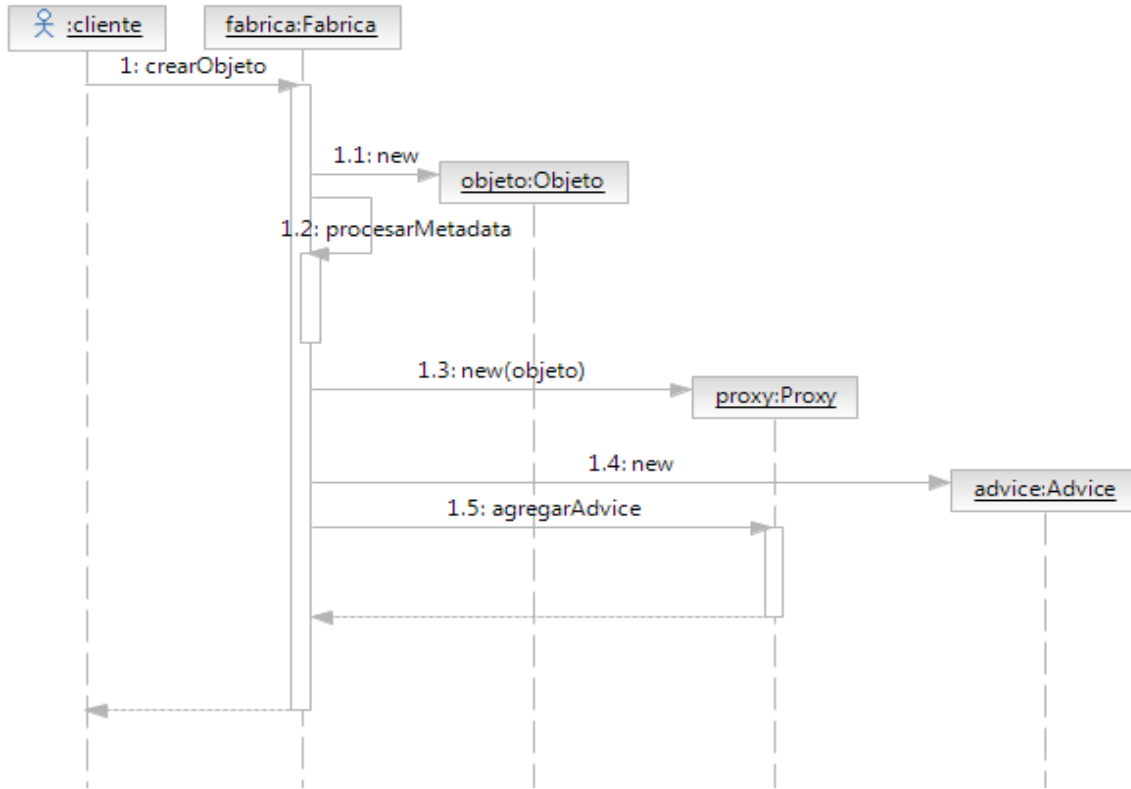 :cliente
fabrica:Fabrica
1: crearObjeto
1.1: new
objeto:Objeto
1.2: procesarMetadata
1.3: new(objeto)
proxy:Proxy
1.4: new
advice:Advice
1.5: agregarAdvice